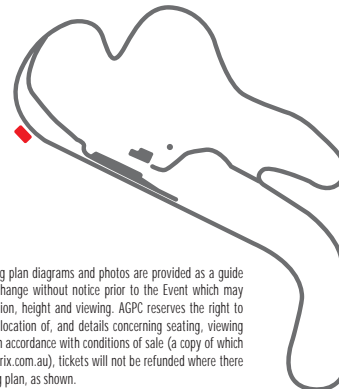 g plan diagrams and photos are provided as a guide
hange without notice prior to the Event which may
ion, height and viewing. AGPC reserves the right to
location of, and details concerning seating, viewing
n accordance with conditions of sale (a copy of which
rix.com.au), tickets will not be refunded where there
g plan, as shown.